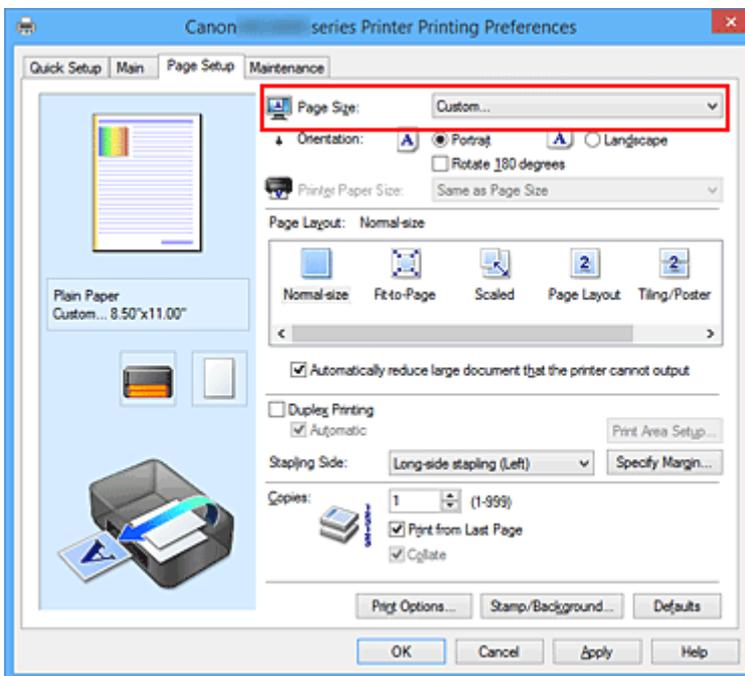 Canon series Printer Printing Preferences
Quick Setup Main Page Setup Maintenance
Page Size: Custom...
Orientation: A Portrait A Landscape
Rotate 180 degrees
Printer Paper Size: Same as Page Size
Page Layout: Normal-size
2 2
Normal-size Fit-to-Page Scaled Page Layout Tiling/Poster
Automatically reduce large document that the printer cannot output
Plain Paper
Custom... 8.50"x11.00"
Duplex Printing
Automatic
Print Area Setup...
Stapling Side: Long-side stapling (Left) Specify Margin...
Copies: 1 (1-999)
Print from Last Page
Collate
A
Print Options... Stamp/Background... Defaults
OK Cancel Apply Help